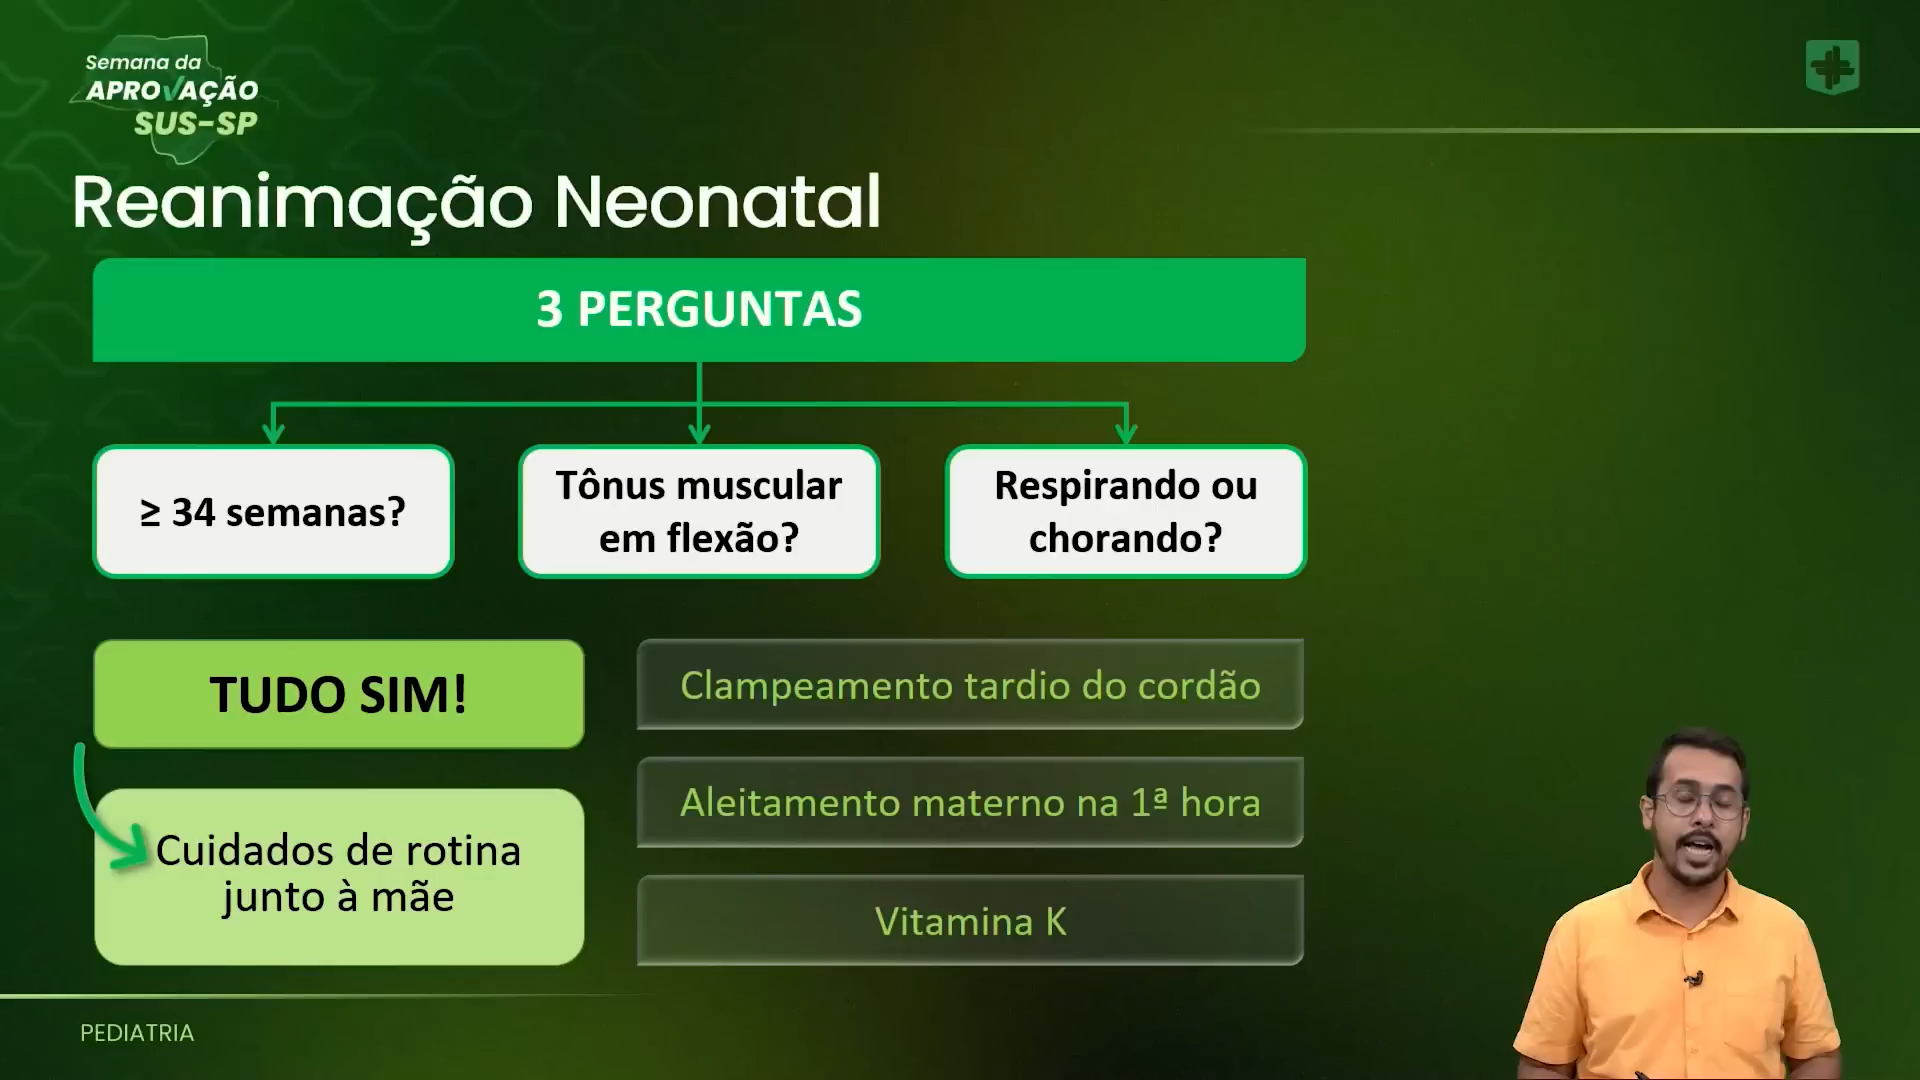 Semana da
APROVAÇÃO
SUS-SP
Reanimação Neonatal
3 PERGUNTAS
≥ 34 semanas?
Tônus muscular
em flexão?
Respirando ou
chorando?
TUDO SIM!
Cuidados de rotina
junto à mãe
Clampeamento tardio do cordão
Aleitamento materno na 1ª hora
Vitamina K
PEDIATRIA